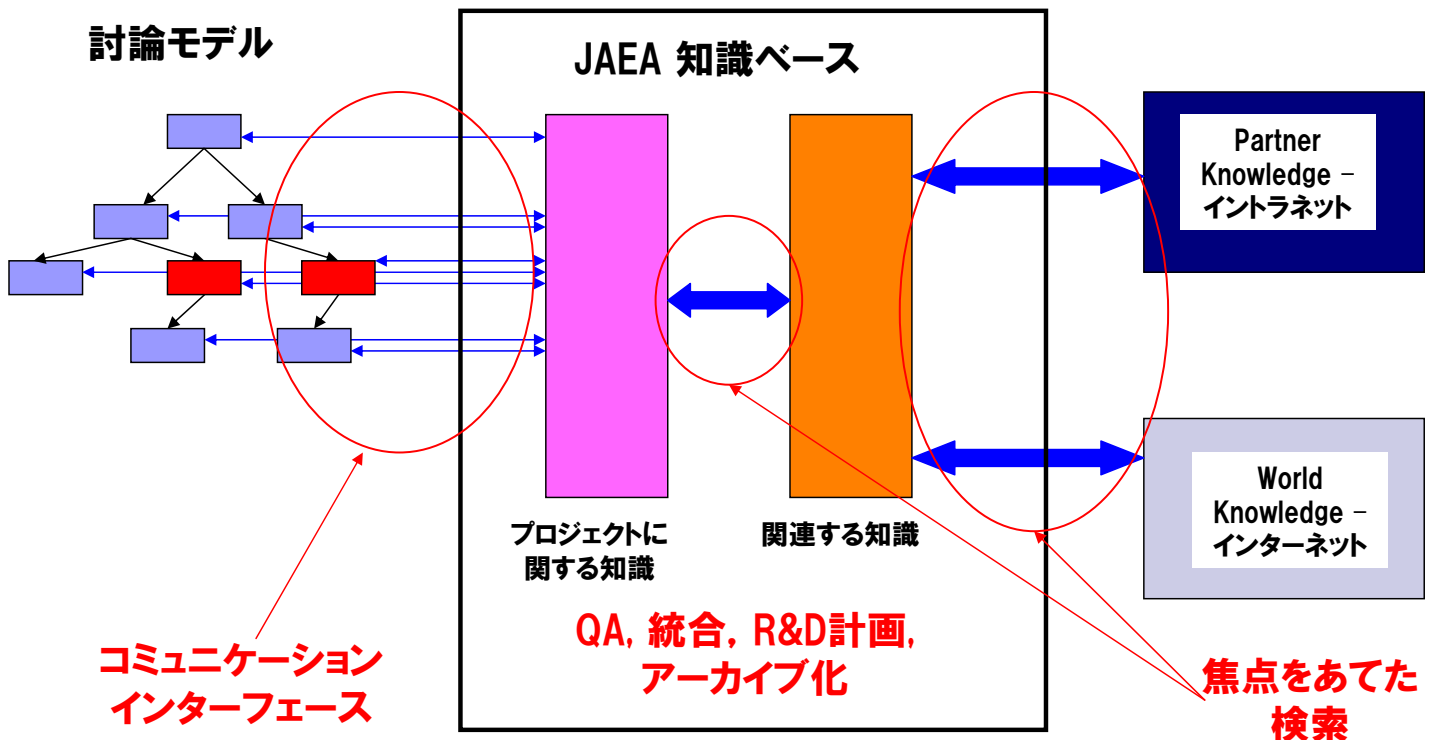 討論モデル
JAEA 知識ベース
Partner
Knowledge −
イントラネット
World
Knowledge −
インターネット
プロジェクトに
関する知識
関連する知識
QA, 統合, R&D計画,
アーカイブ化
コミュニケーション
インターフェース
焦点をあてた
検索